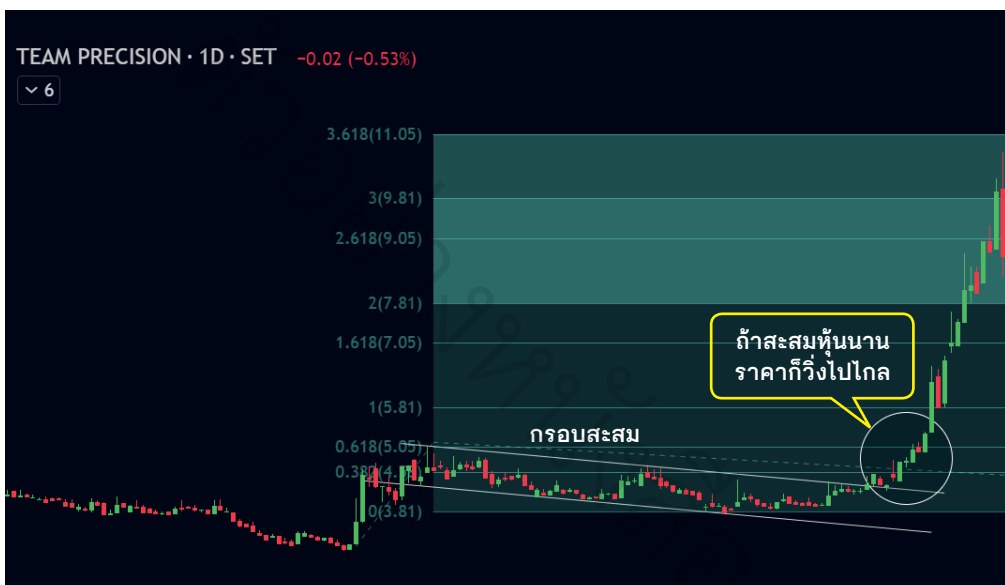 TEAM PRECISION · 1D · SET −0.02 (−0.53%)
6
3.618(11.05)
3(9.81)
2.618(9.05)
2(7.81)
ถ้าสะสมหุ้นนาน
ราคาก็วิ่งไปไกล
1.618(7.05)
1(5.81)
กรอบสะสม
0.618(5.05)
0(3.81)